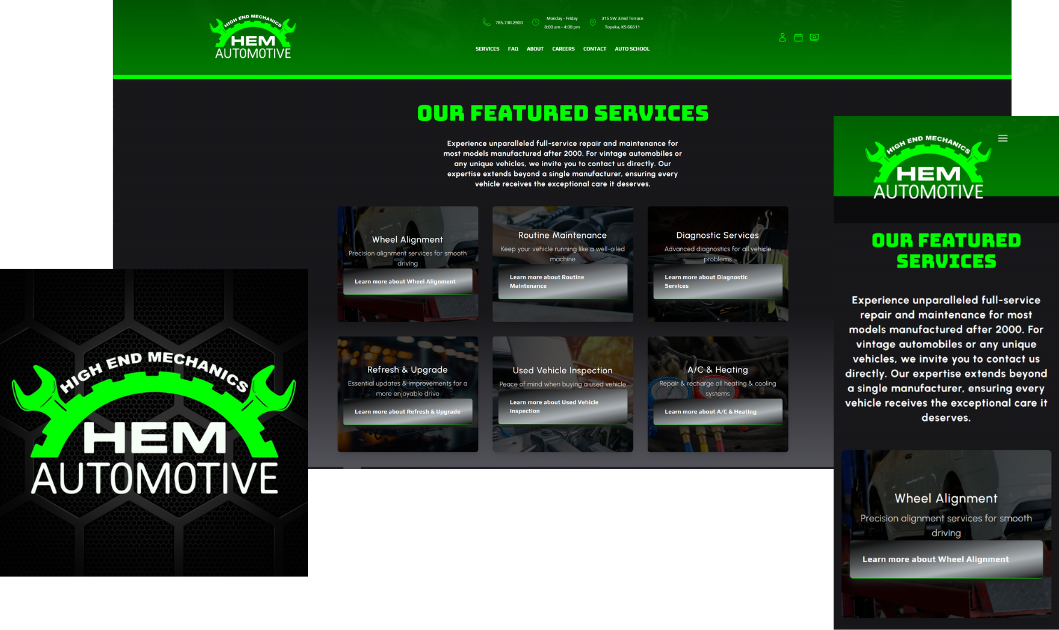 HIGH END MECHANICS
HEM
AUTOMOTIVE
785.730.2900
Monday - Friday
8:00 am - 4:00 pm
315 SW 32nd Terrace
Topeka, KS 66611
SERVICES FAQ ABOUT CAREERS CONTACT AUTO SCHOOL
OUR FEATURED SERVICES
Experience unparalleled full-service repair and maintenance for
most models manufactured after 2000. For vintage automobiles or
any unique vehicles, we invite you to contact us directly. Our
expertise extends beyond a single manufacturer, ensuring every
vehicle receives the exceptional care it deserves.
Wheel Alignment
Precision alignment services for smooth
driving
Learn more about Wheel Alignment
Routine Maintenance
Keep your vehicle running like a well-oiled
machine
Learn more about Routine
Maintenance
Diagnostic Services
Advanced diagnostics for all vehicle
problems
Learn more about Diagnostic
Services
Refresh & Upgrade
Essential updates & improvements for a
more enjoyable drive
Learn more about Refresh & Upgrade
Used Vehicle Inspection
Peace of mind when buying a used vehicle
Learn more about Used Vehicle
Inspection
A/C & Heating
Repair & recharge all heating & cooling
systems
Learn more about A/C & Heating
HIGH END MECHANICS
HEM
AUTOMOTIVE
HIGH END MECHANICS
HEM
AUTOMOTIVE
OUR FEATURED
SERVICES
Experience unparalleled full-service
repair and maintenance for most
models manufactured after 2000. For
vintage automobiles or any unique
vehicles, we invite you to contact us
directly. Our expertise extends beyond
a single manufacturer, ensuring every
vehicle receives the exceptional care it
deserves.
Wheel Alignment
Precision alignment services for smooth
driving
Learn more about Wheel Alignment